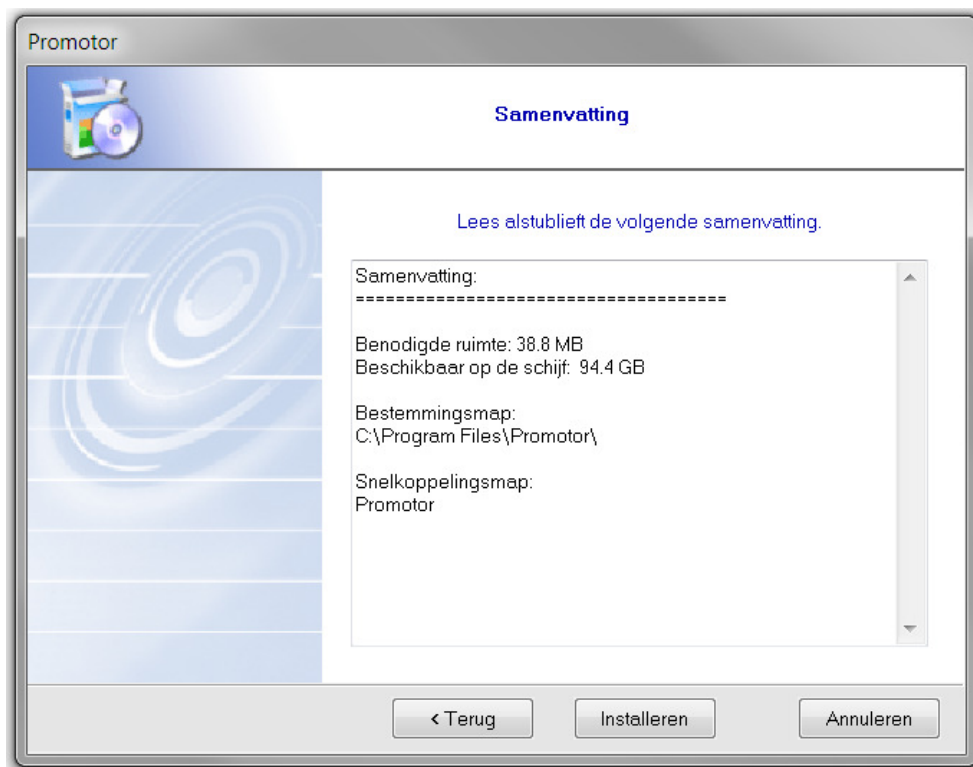 Promotor
Samenvatting
Lees alstublieft de volgende samenvatting.
Samenvatting:
=====================================
Benodigde ruimte: 38.8 MB
Beschikbaar op de schijf:  94.4 GB
Bestemmingsmap:
C:\Program Files\Promotor\
Snelkoppelingsmap:
Promotor
< Terug
Installeren
Annuleren